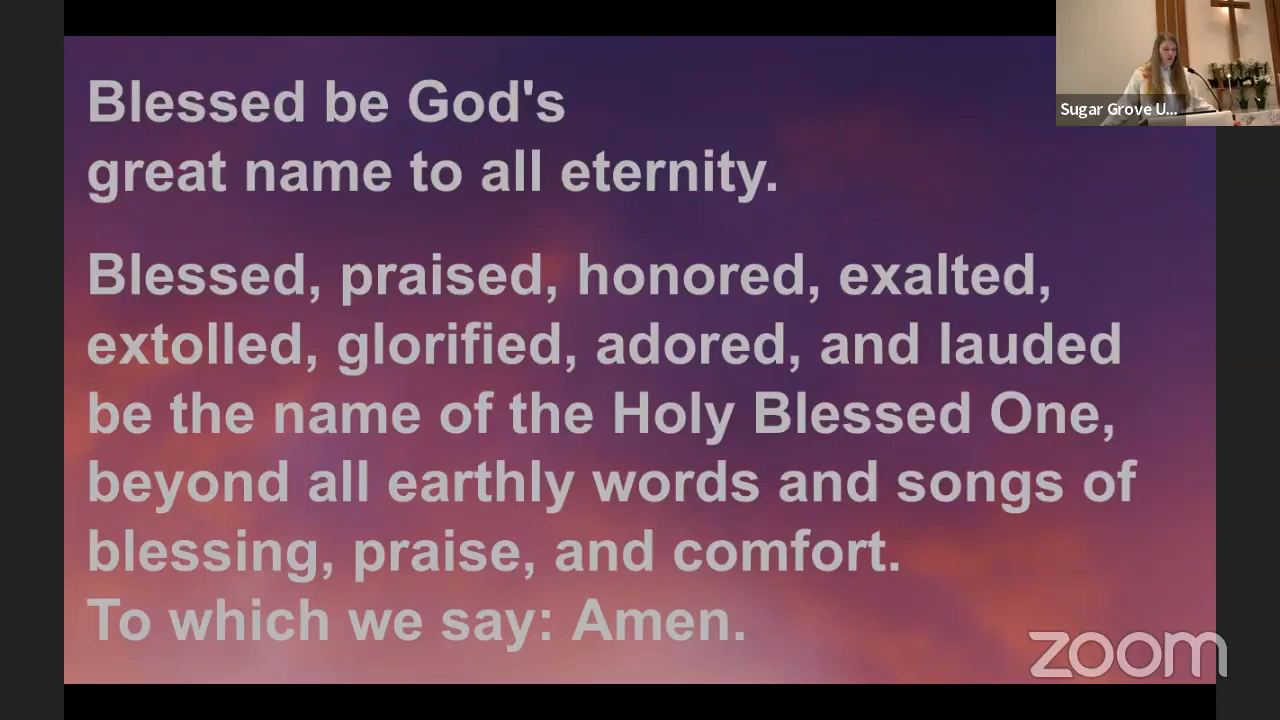 Blessed be God's
great name to all eternity.
Blessed, praised, honored, exalted,
extolled, glorified, adored, and lauded
be the name of the Holy Blessed One,
beyond all earthly words and songs of
blessing, praise, and comfort.
To which we say: Amen.
Sugar Grove U...
zoom